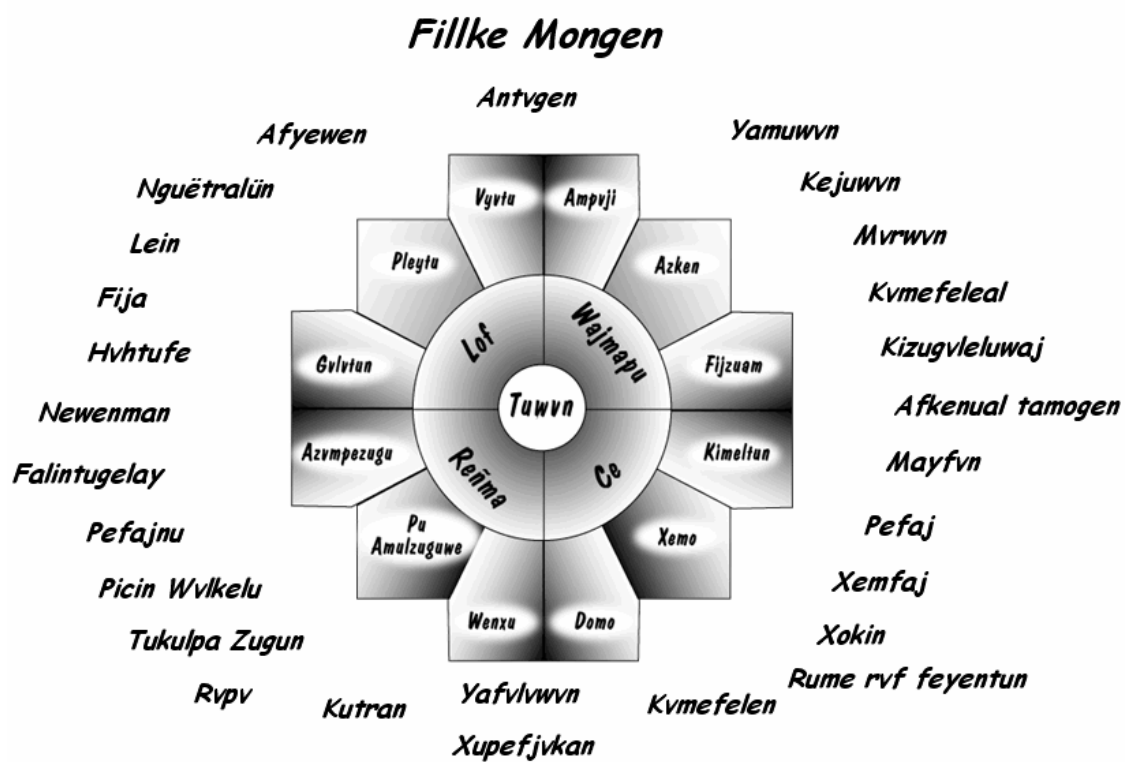 Fillke Mongen
Antvgen
Afyewen
Yamuwvn
Nguëtralün
Kejuwvn
Lein
Mvrwvn
Fija
Kvmefeleal
Hvhtufe
Kizugvleluwaj
Newenman
Afkenual tamogen
Falintugelay
Mayfvn
Pefajnu
Pefaj
Picin Wvlkelu
Xemfaj
Tukulpa Zugun
Xokin
Rvpv
Rume rvf feyentun
Kutran
Yafvlvwvn
Kvmefelen
Xupefjvkan
Vyvtu
Ampvji
Pleytu
Azken
Gvlvtun
Fijzuam
Azvmpezugu
Kimeltun
Pu
Amulzuguwe
Xemo
Wenxu
Domo
Lof
Wajmapu
Tuwvn
Reñma
Ce